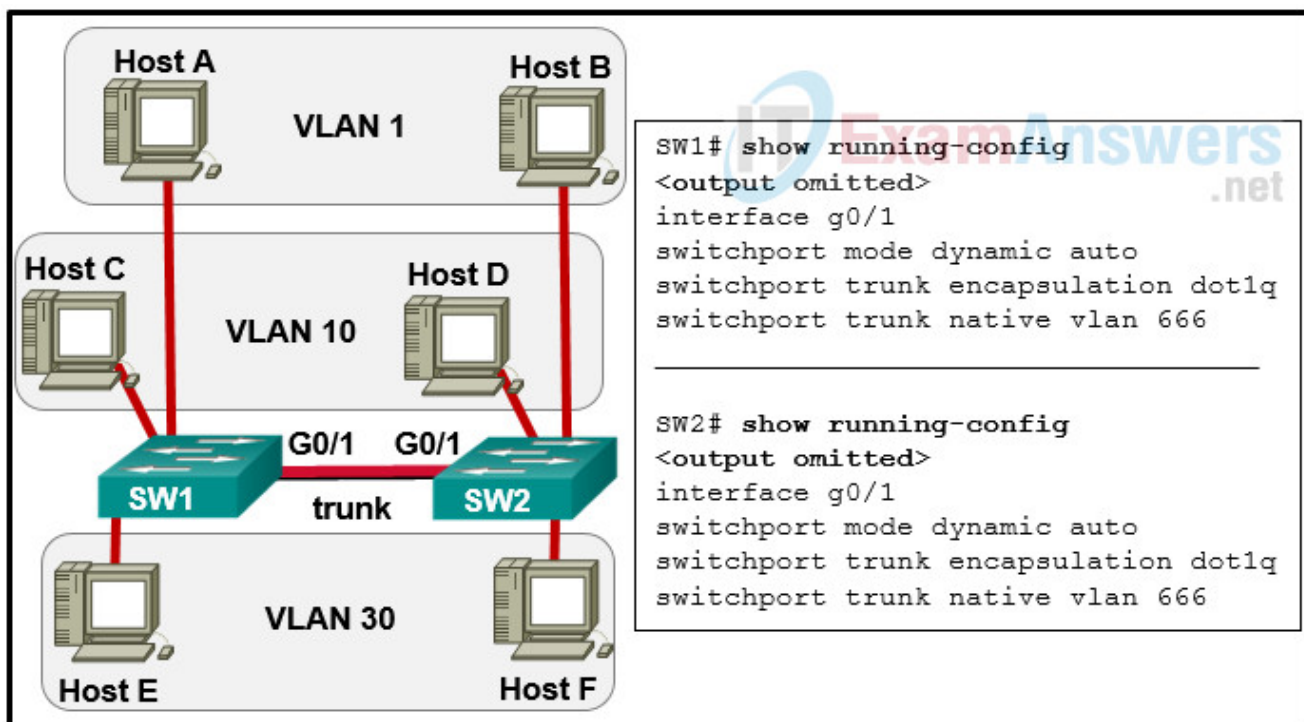 Host A
Host B
VLAN 1
Host C
Host D
VLAN 10
G0/1
G0/1
SW1
trunk
SW2
VLAN 30
Host E
Host F
ITExamAnswers
.net
SW1# show running-config
<output omitted>
interface g0/1
switchport mode dynamic auto
switchport trunk encapsulation dot1q
switchport trunk native vlan 666
SW2# show running-config
<output omitted>
interface g0/1
switchport mode dynamic auto
switchport trunk encapsulation dot1q
switchport trunk native vlan 666